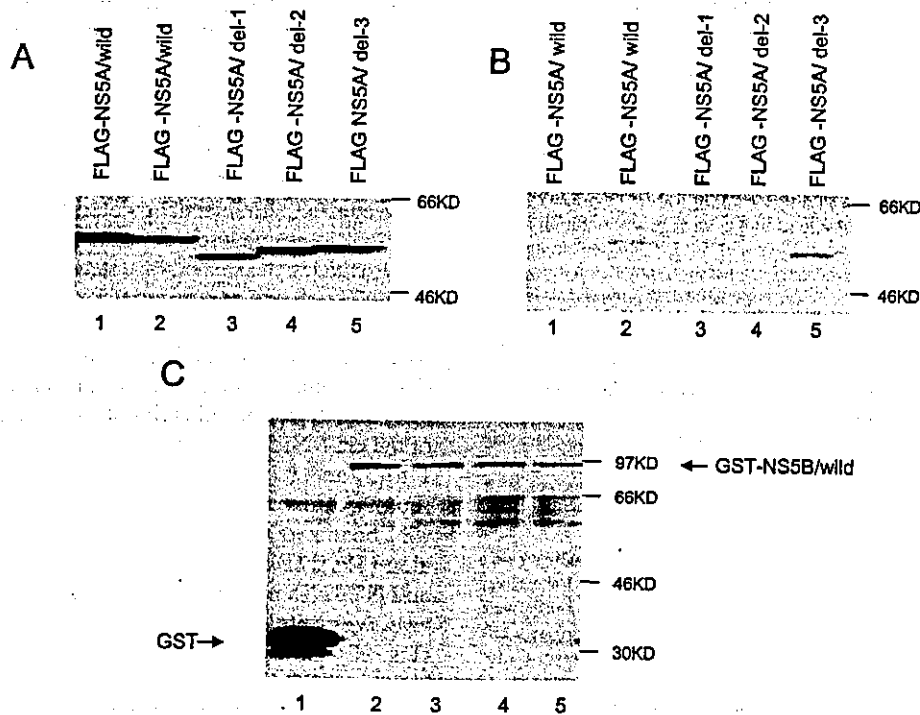 A
FLAG -NS5A/wild
FLAG -NS5A/wild
FLAG -NS5A/ del-1
FLAG -NS5A/ del-2
FLAG NS5A/ del-3
66KD
46KD
1 2 3 4 5
B
FLAG -NS5A/ wild
FLAG -NS5A/ wild
FLAG -NS5A/ del-1
FLAG -NS5A/ del-2
FLAG -NS5A/ del-3
66KD
46KD
1 2 3 4 5
C
97KD
GST-NS5B/wild
66KD
46KD
GST
30KD
1 2 3 4 5